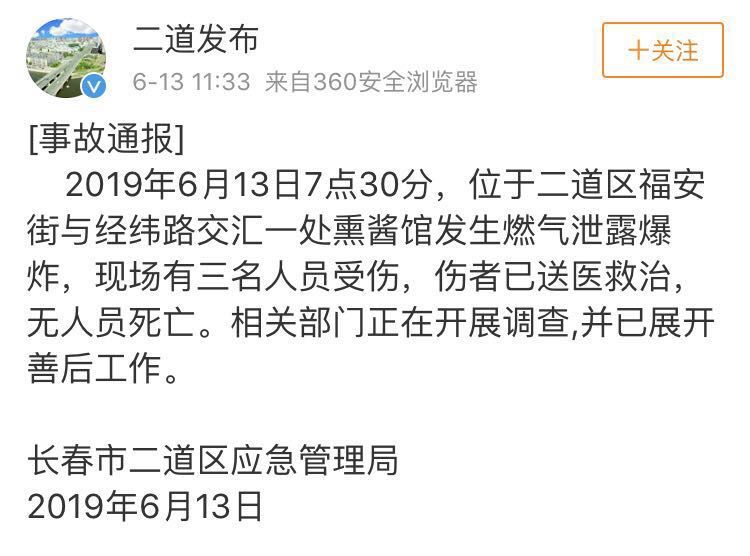 二道发布
十关注
6-13 11:33 来自360安全浏览器
[事故通报]
2019年6月13日7点30分，位于二道区福安
街与经纬路交汇一处熏酱馆发生燃气泄露爆
炸，现场有三名人员受伤，伤者已送医救治，
无人员死亡。相关部门正在开展调查,并已展开
善后工作。
长春市二道区应急管理局
2019年6月13日